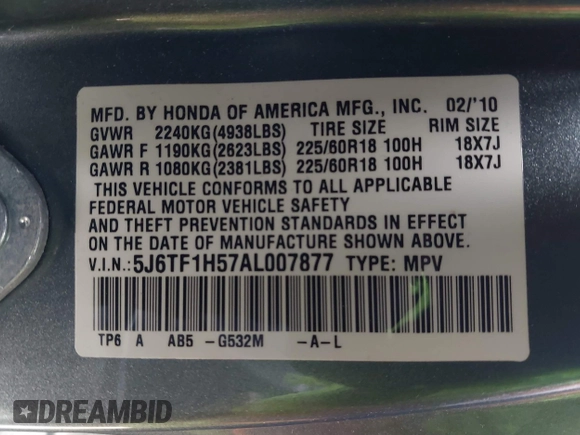 MFD. BY HONDA OF AMERICA MFG., INC. 02/'10
GVWR 2240KG(4938LBS) TIRE SIZE RIM SIZE
GAWR F 1190KG(2623LBS) 225/60R18 100H 18X7J
GAWR R 1080KG(2381LBS) 225/60R18 100H 18X7J
THIS VEHICLE CONFORMS TO ALL APPLICABLE
FEDERAL MOTOR VEHICLE SAFETY
AND THEFT PREVENTION STANDARDS IN EFFECT
ON THE DATE OF MANUFACTURE SHOWN ABOVE.
V.I.N.:5J6TF1H57AL007877 TYPE: MPV
TP6 A AB5 -G532M -A-L
DREAMBID